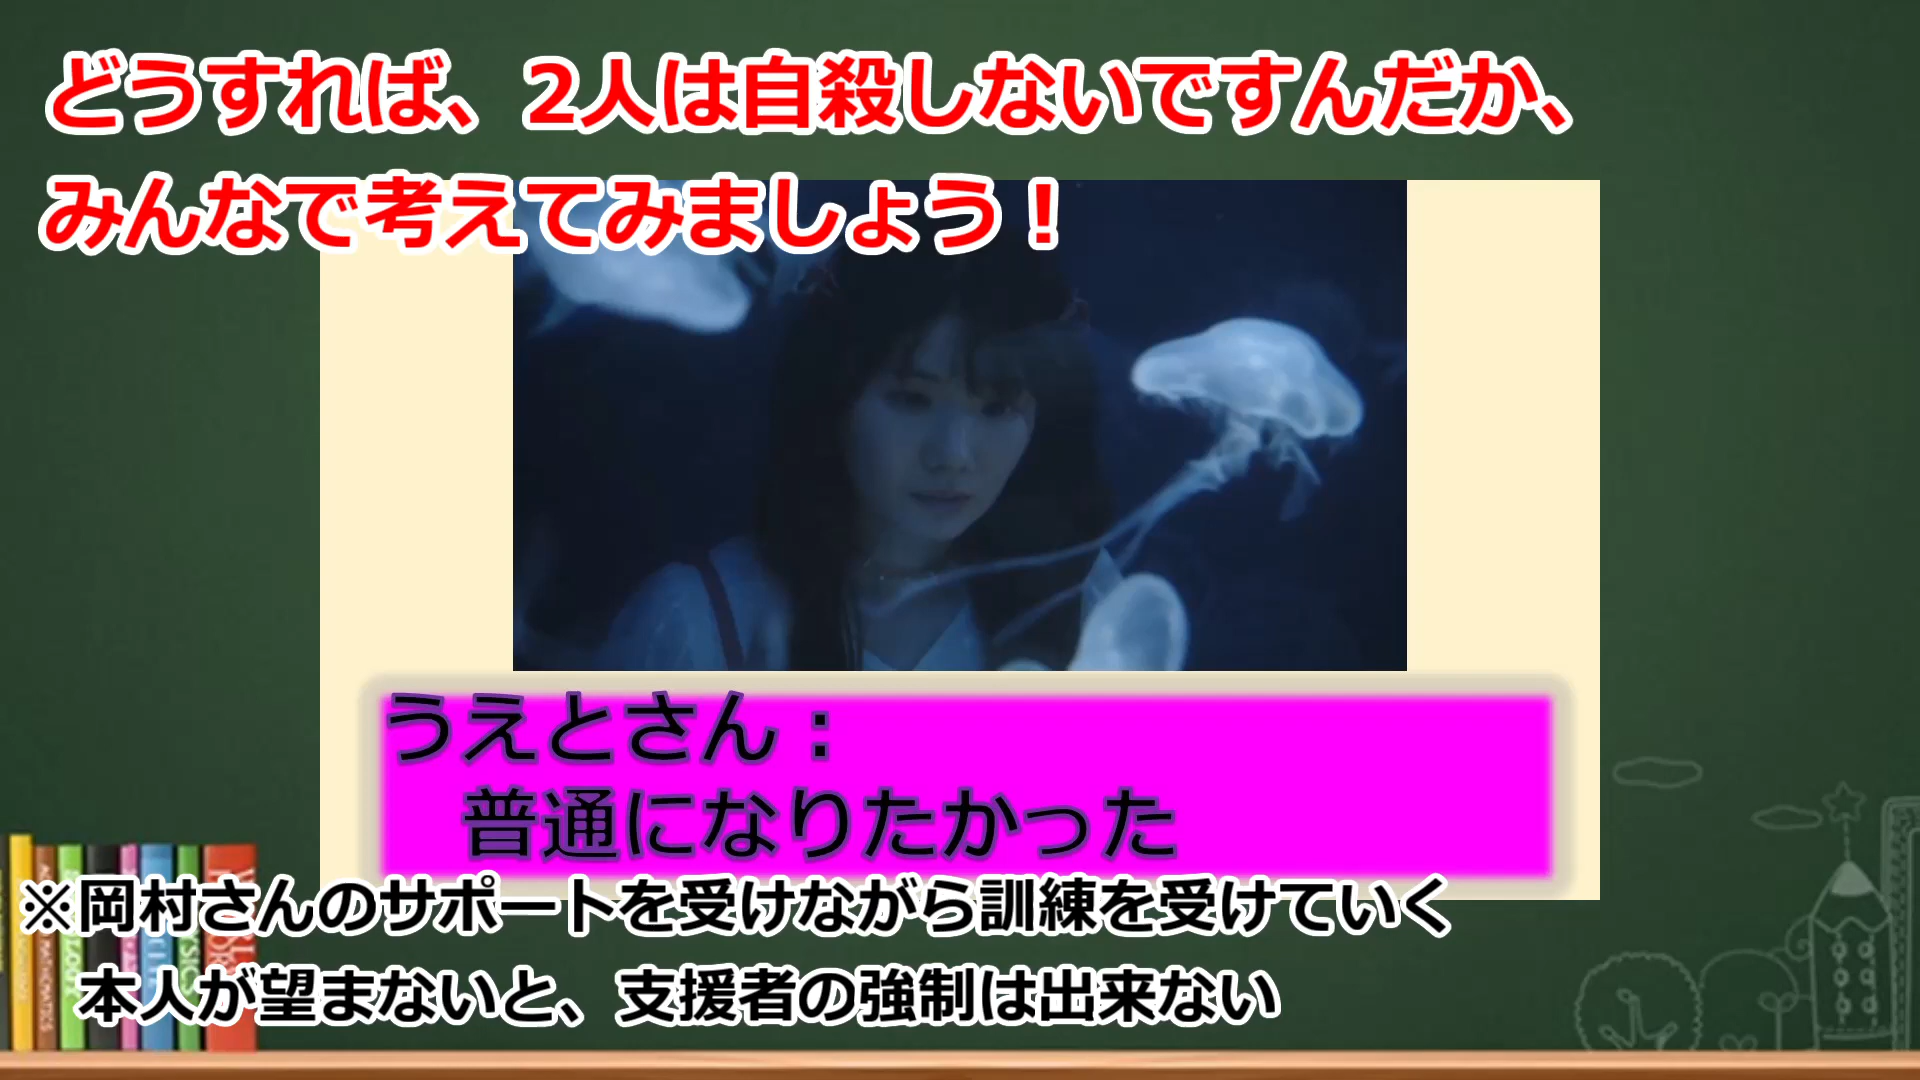 どうすれば、2人は自殺しないですんだか、
みんなで考えてみましょう！
うえとさん：
普通になりたかった
※岡村さんのサポートを受けながら訓練を受けていく
本人が望まないと、支援者の強制は出来ない